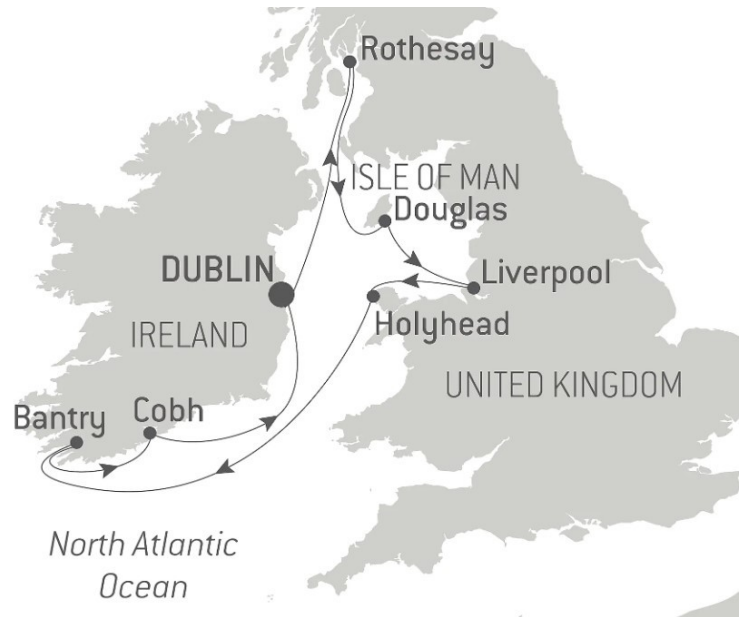 Rothesay
ISLE OF MAN
Douglas
DUBLIN
Liverpool
Holyhead
IRELAND
UNITED KINGDOM
Bantry
Cobh
North Atlantic
Ocean